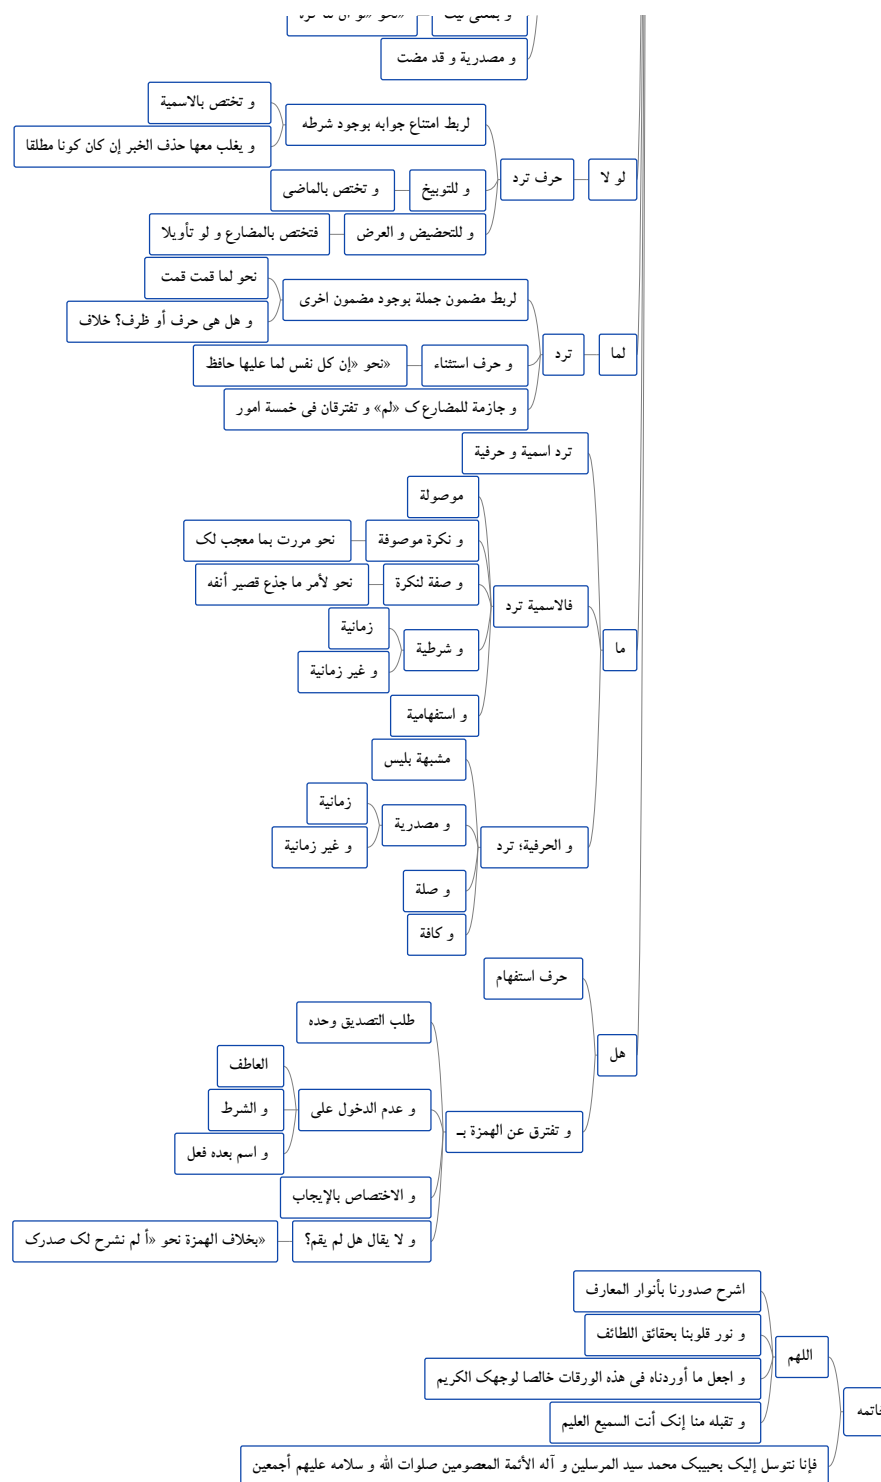 و مصدرية و قد مضت
لو لا
حرف ترد
لربط امتناع جوابه بوجود شرطه
و تختص بالاسمية
و يغلب معها حذف الخبر إن كان كونا مطلقا
و للتوبيخ
و تختص بالماضى
و للتحضيض و العرض
فتختص بالمضارع و لو تأويلا
لما
ترد
لربط مضمون جملة بوجود مضمون اخرى
نحو لما قمت قمت
و هل هى حرف أو ظرف؟ خلاف
و حرف استثناء
نحو «إن كل نفس لما عليها حافظ»
و جازمة للمضارع ک «لم» و تفترقان فى خمسة امور
ما
ترد اسمية و حرفية
فالاسمية ترد
موصولة
و نكرة موصوفة
نحو مررت بما معجب لک
و صفة لنكرة
نحو لأمر ما جذع قصير أنفه
و شرطية
زمانية
و غير زمانية
و استفهامية
و الحرفية؛ ترد
مشبهة بليس
و مصدرية
زمانية
و غير زمانية
و صلة
و كافة
هل
حرف استفهام
و تفترق عن الهمزة بـ
طلب التصديق وحده
و عدم الدخول على
العاطف
و الشرط
و اسم بعده فعل
و الاختصاص بالإيجاب
و لا يقال هل لم يقم؟
بخلاف الهمزة نحو «أ لم نشرح لک صدرک»
اللهم
اشرح صدورنا بأنوار المعارف
و نور قلوبنا بحقائق اللطائف
و اجعل ما أوردناه فى هذه الورقات خالصا لوجهک الكريم
و تقبله منا إنک أنت السميع العليم
فإنا نتوسل إليک بحبيبک محمد سيد المرسلين و آله الأئمة المعصومين صلوات الله و سلامه عليهم أجمعين